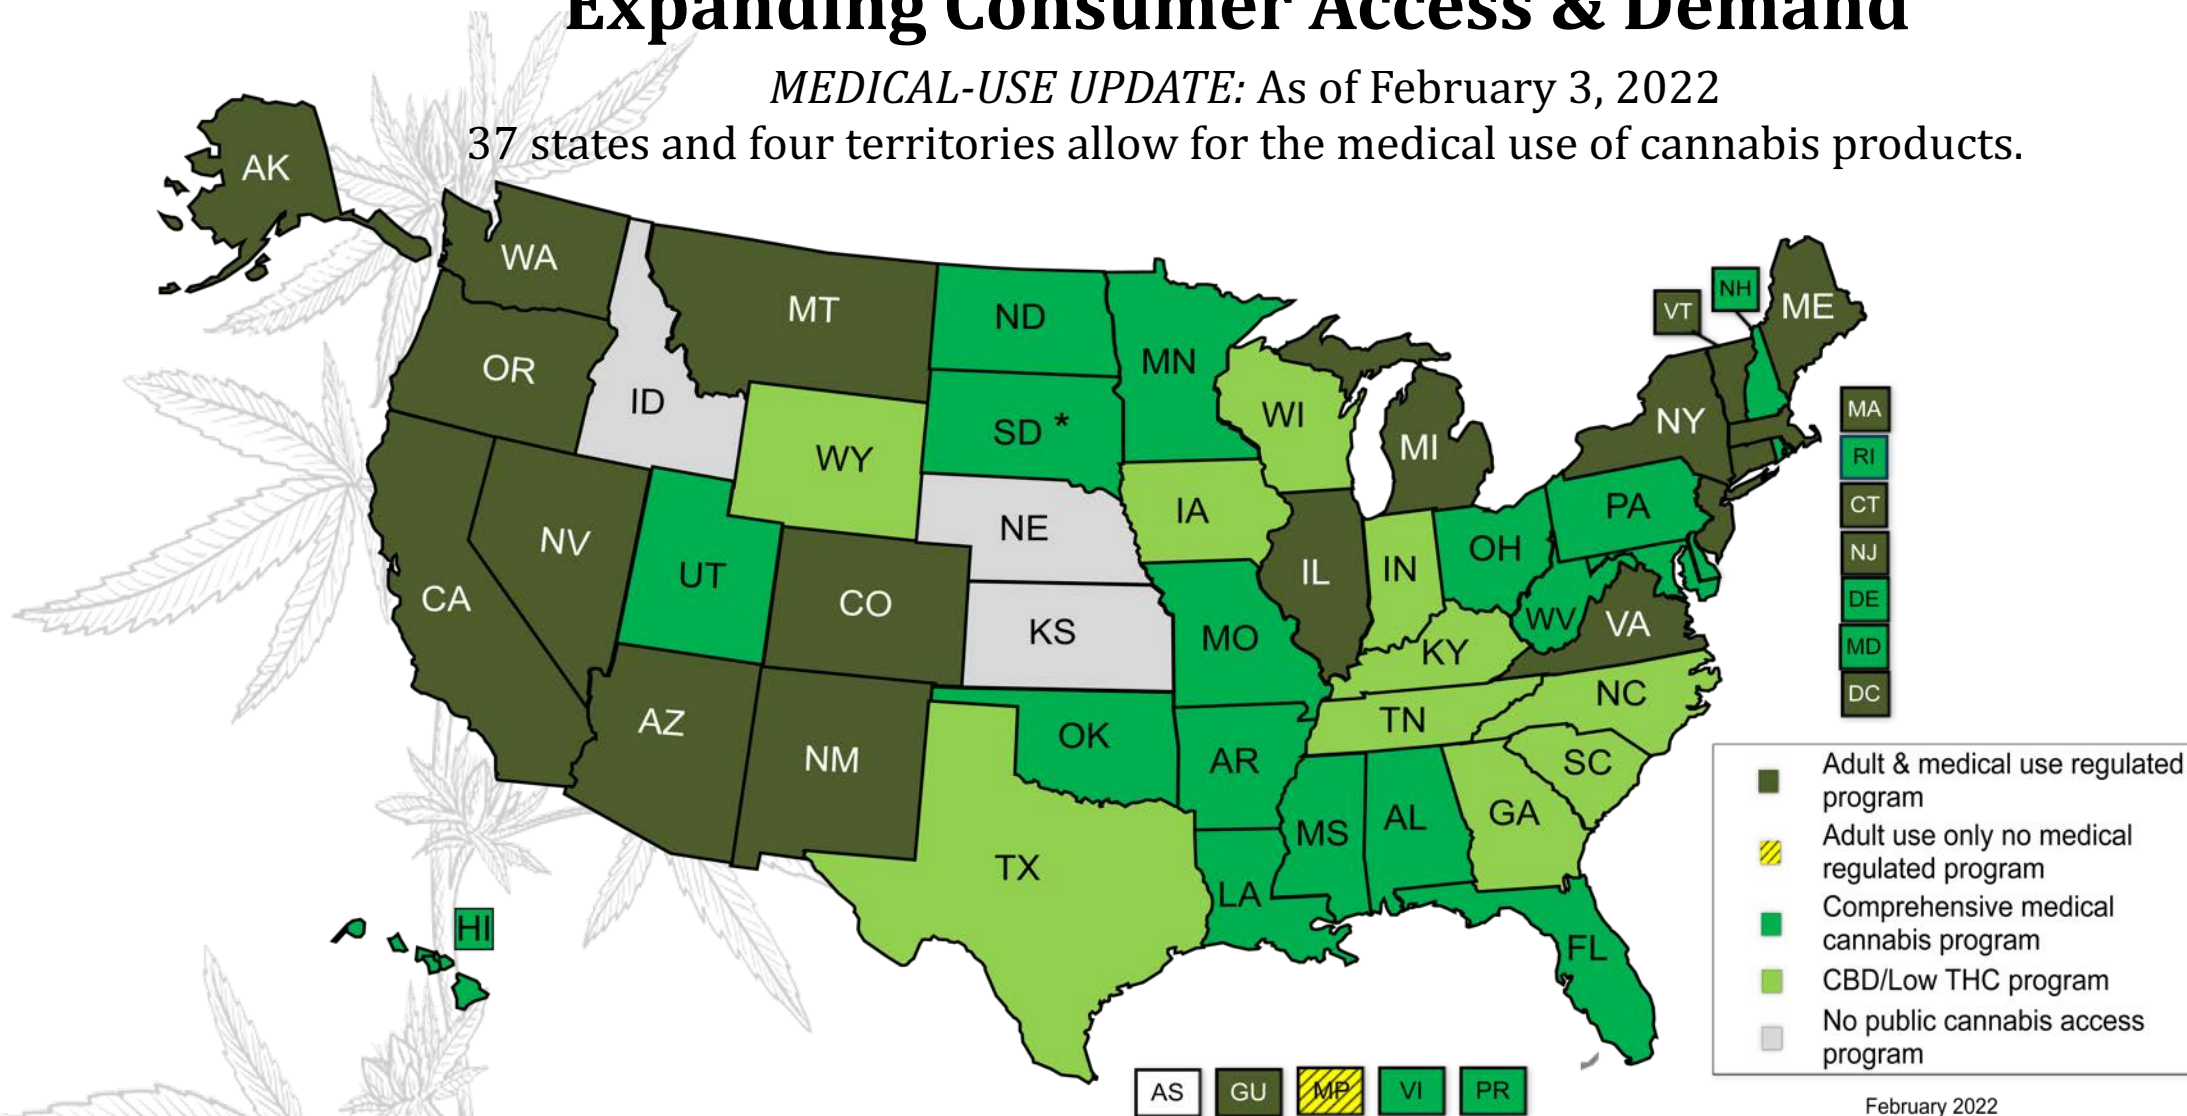 Expanding Consumer Access & Demand
MEDICAL-USE UPDATE: As of February 3, 2022
37 states and four territories allow for the medical use of cannabis products.
AK
WA
MT
ND
MN
VT
NH
ME
OR
ID
WY
SD *
WI
MI
NY
MA
RI
CT
NJ
DE
MD
DC
NV
UT
CO
NE
IA
IL
IN
OH
PA
CA
KS
MO
KY
WV
VA
AZ
NM
OK
AR
TN
NC
SC
TX
LA
MS
AL
GA
FL
HI
AS
GU
MP
VI
PR
Adult & medical use regulated
program
Adult use only no medical
regulated program
Comprehensive medical
cannabis program
CBD/Low THC program
No public cannabis access
program
February 2022